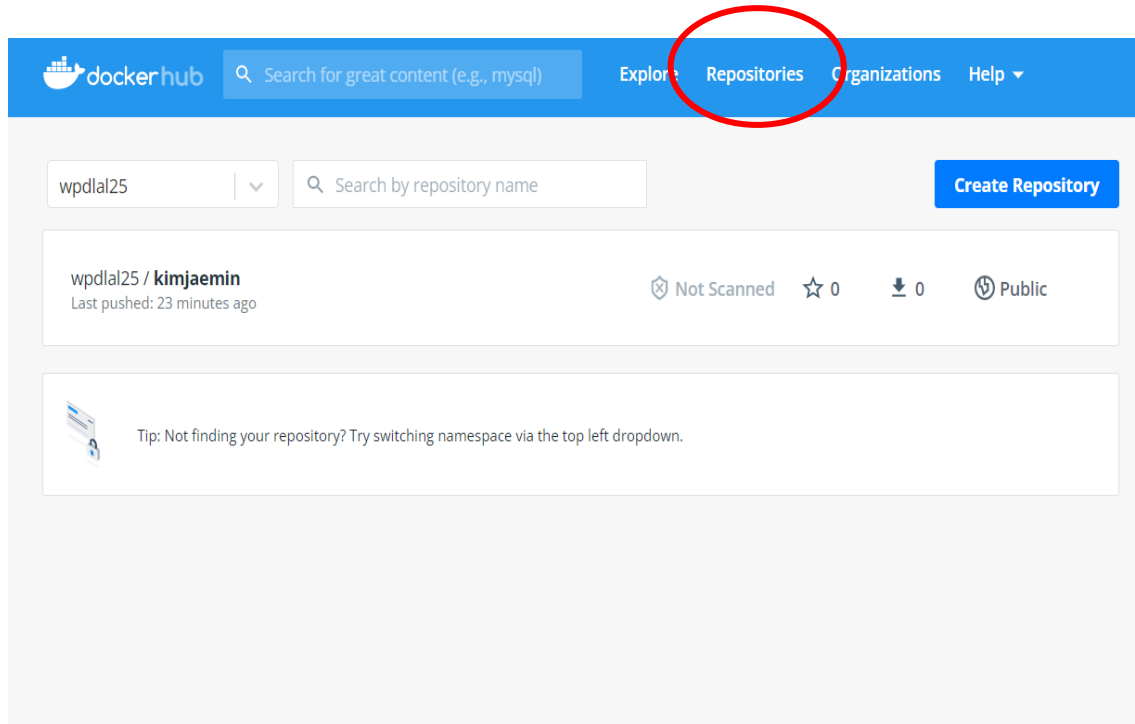 dockerhub Search for great content (e.g., mysql) Explore Repositories Organizations Help
wpdlal25 Search by repository name Create Repository
wpdlal25 / kimjaemin
Last pushed: 23 minutes ago
Not Scanned 0 0 Public
Tip: Not finding your repository? Try switching namespace via the top left dropdown.